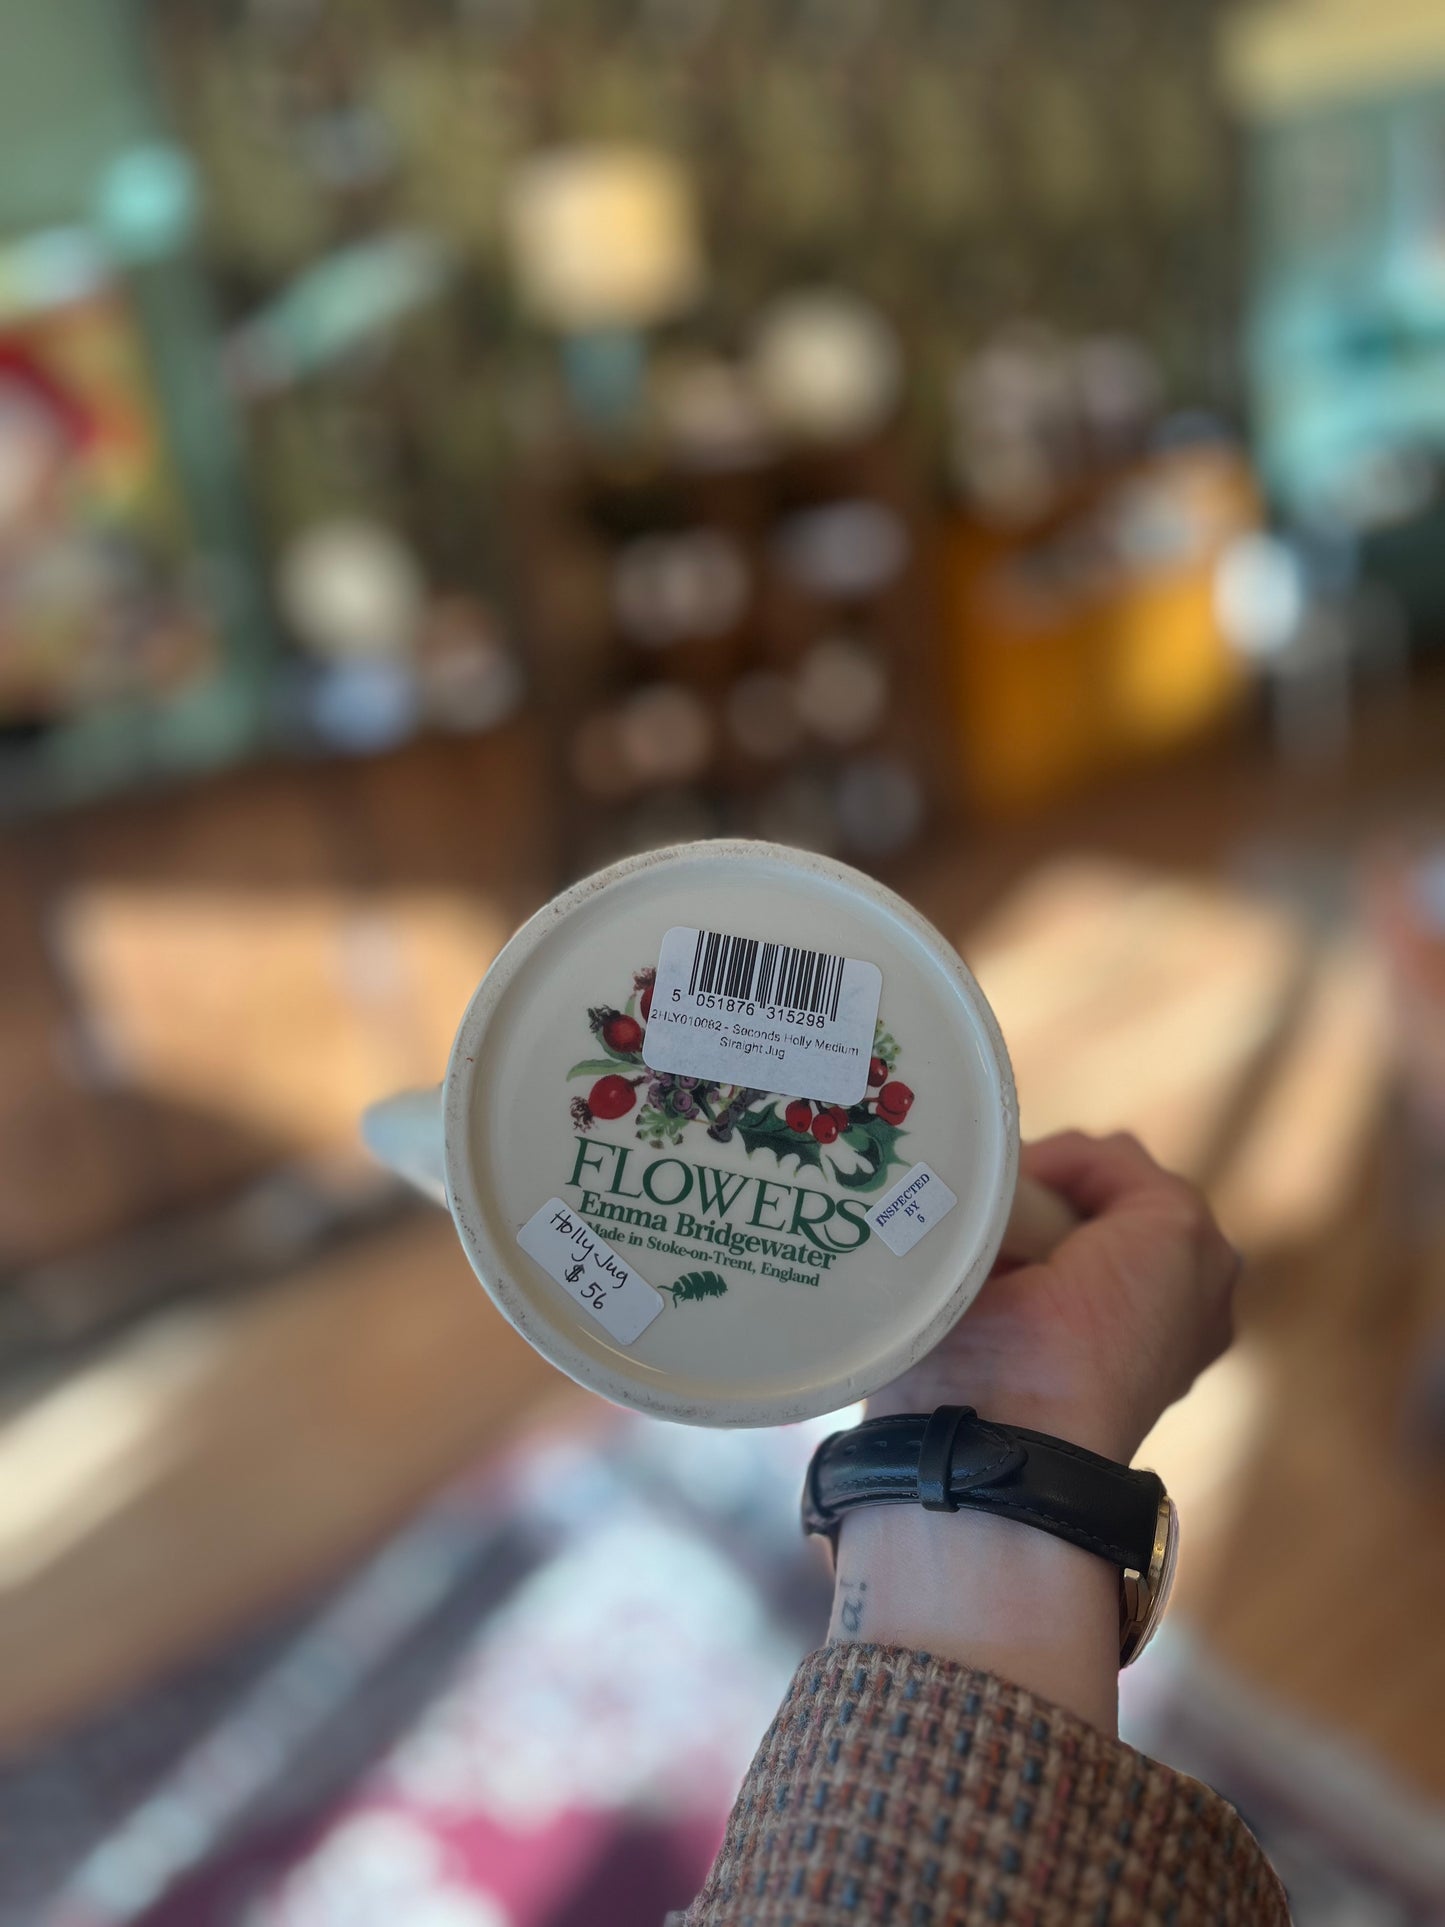 5 051876 315298
2HLY010082 - Seconds Holly Medium
Straight Jug
FLOWERS
Emma Bridgewater
Made in Stoke-on-Trent, England
INSPECTED
BY
5
Holly Jug
$56
a!